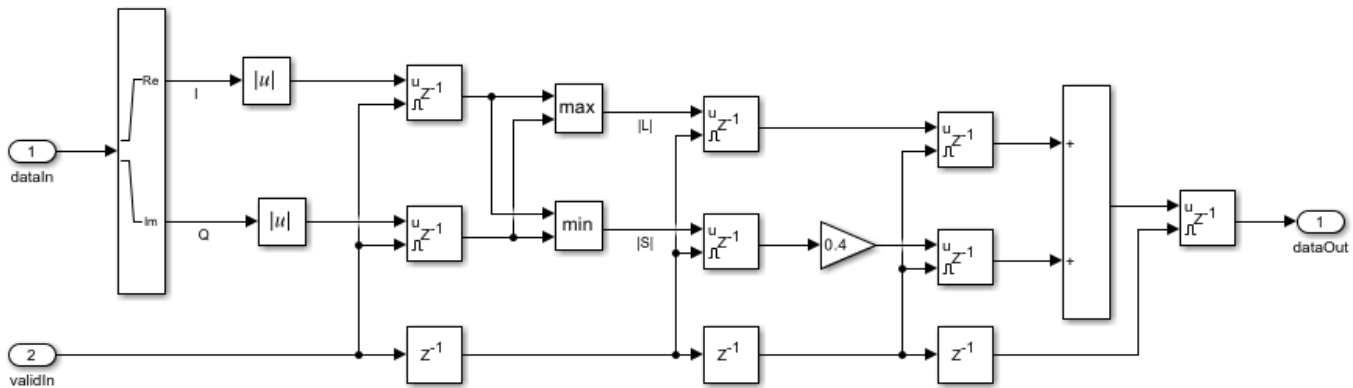 Re
I
|u|
u
Z-1
max
|L|
u
Z-1
u
Z-1
+
1
dataIn
Im
Q
|u|
u
Z-1
min
|S|
u
Z-1
0.4
u
Z-1
+
u
Z-1
1
dataOut
2
validIn
Z-1
Z-1
Z-1